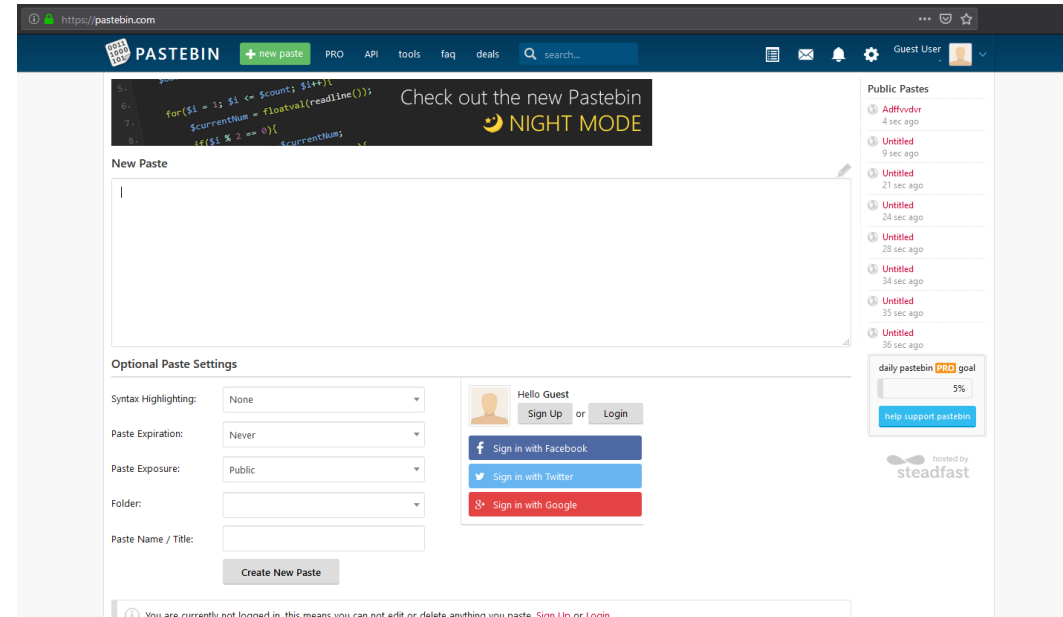 https://pastebin.com
PASTEBIN
+ new paste PRO API tools faq deals search... Guest User
5.
6. for($i = 1; $i <= $count; $i++){
7. $currentNum = floatval(readline());
8. if($i % 2 == 0){
$currentNum;
Check out the new Pastebin
NIGHT MODE
New Paste
Optional Paste Settings
Syntax Highlighting: None
Paste Expiration: Never
Paste Exposure: Public
Folder:
Paste Name / Title:
Create New Paste
Hello Guest
Sign Up or Login
Sign in with Facebook
Sign in with Twitter
Sign in with Google
You are currently not logged in, this means you can not edit or delete anything you paste. Sign Up or Login
Public Pastes
Adffvvdvr
4 sec ago
Untitled
9 sec ago
Untitled
21 sec ago
Untitled
24 sec ago
Untitled
28 sec ago
Untitled
34 sec ago
Untitled
35 sec ago
Untitled
36 sec ago
daily pastebin PRO goal
5%
help support pastebin
hosted by
steadfast